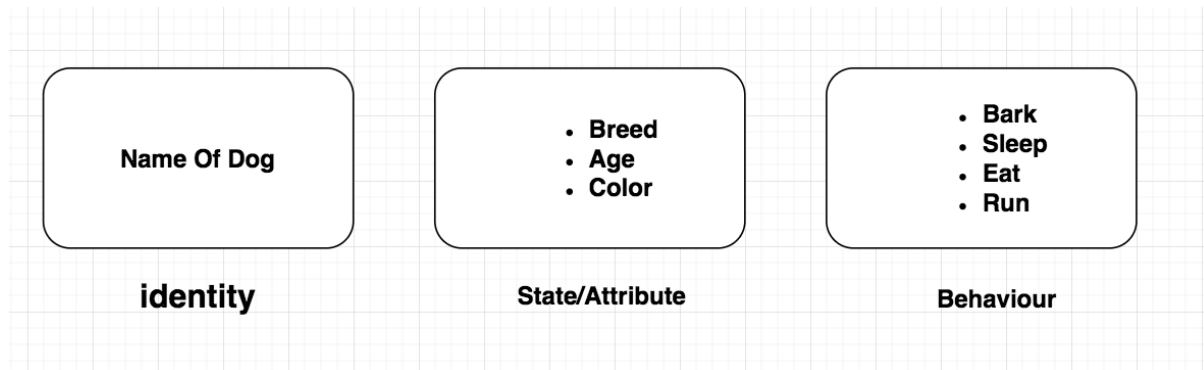 Name Of Dog
• Breed
• Age
• Color
• Bark
• Sleep
• Eat
• Run
identity
State/Attribute
Behaviour